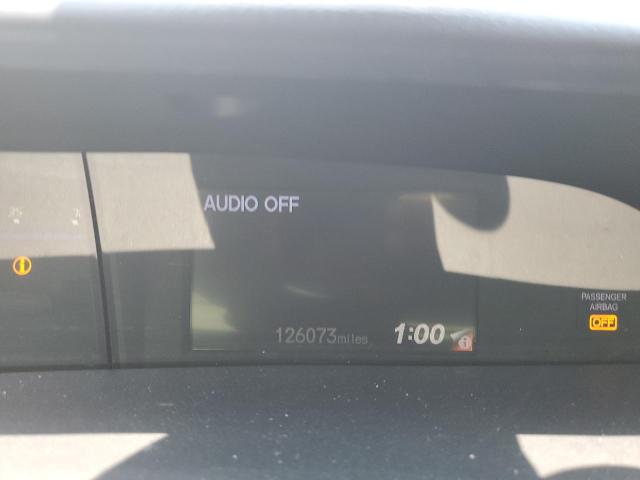 AUDIO OFF
126073miles
1:00
PASSENGER
AIRBAG
OFF